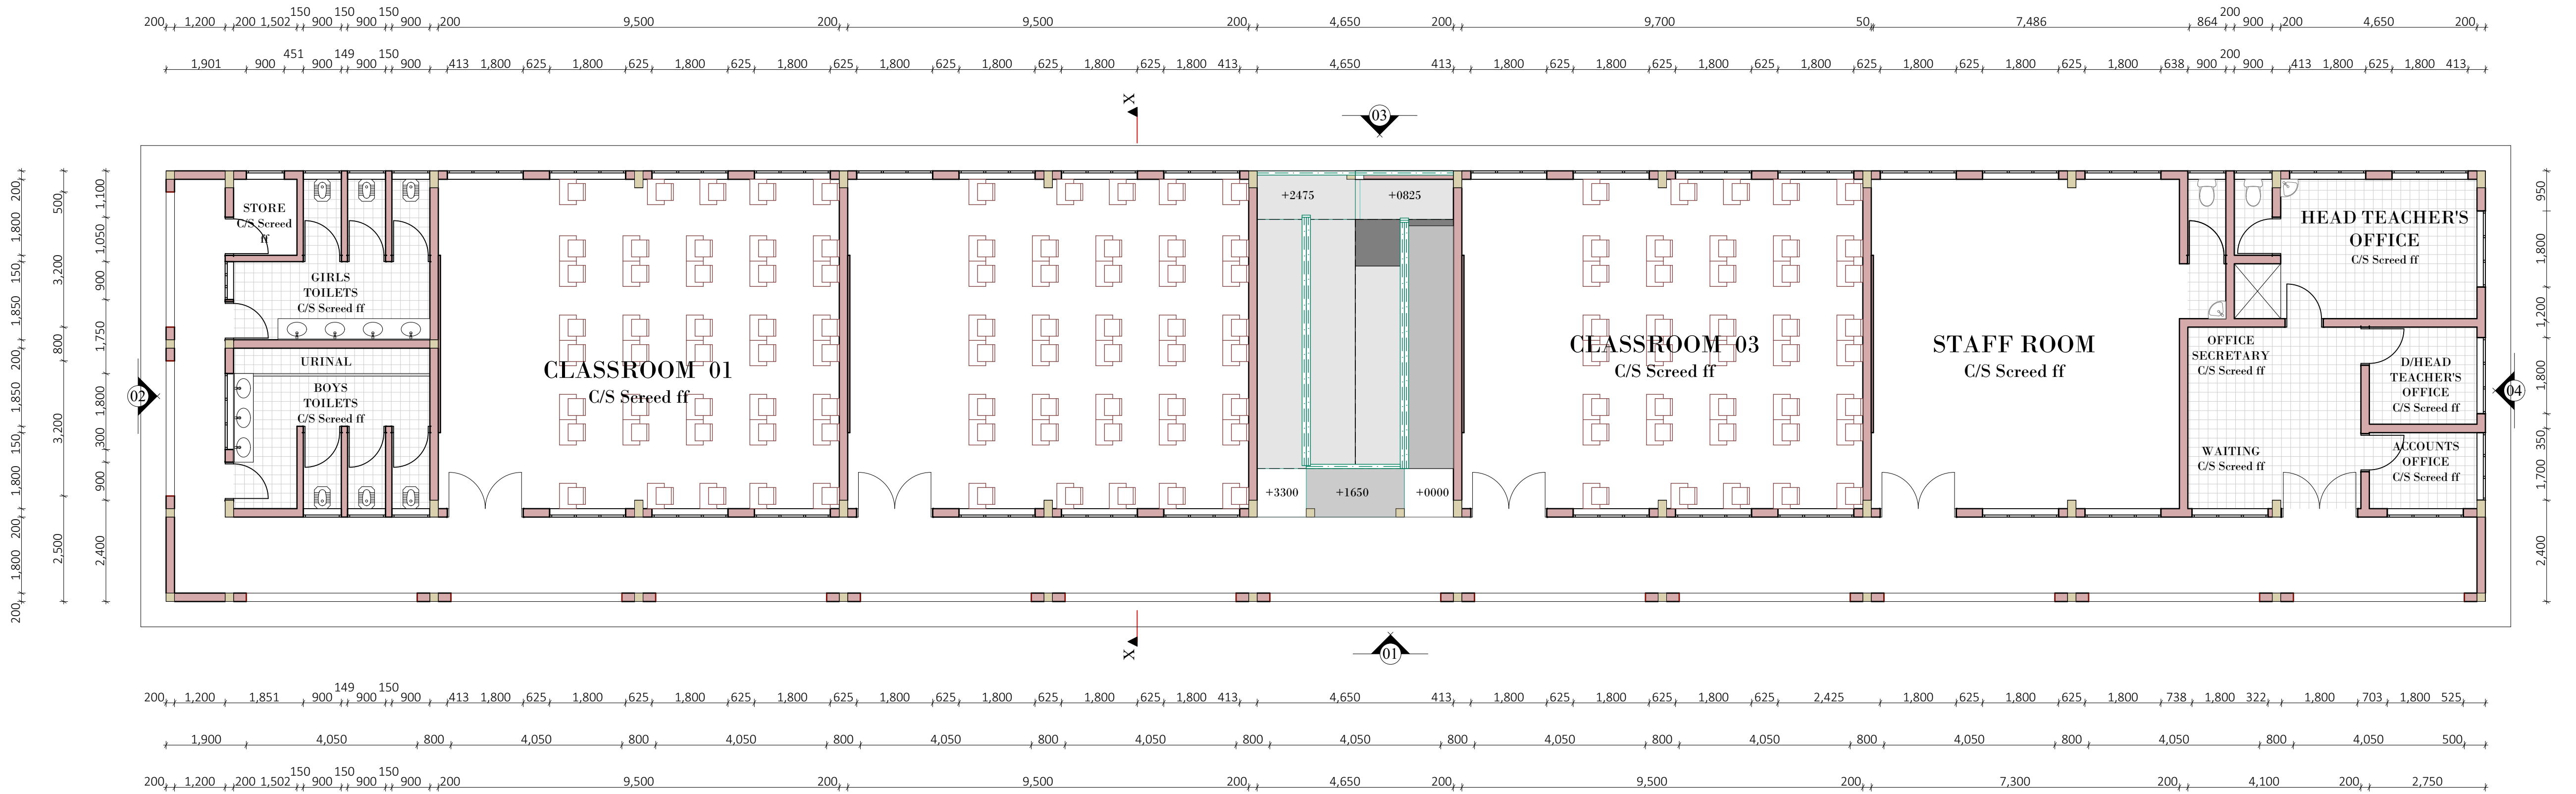 200 1,200 200 1,502 150 900 150 900 150 900 200 9,500 200 9,500 200 4,650 200 9,700 50 7,486 864 200 900 200 4,650 200
1,901 900 451 900 149 900 150 900 413 1,800 625 1,800 625 1,800 625 1,800 625 1,800 625 1,800 625 1,800 625 1,800 413 4,650 413 1,800 625 1,800 625 1,800 625 1,800 625 1,800 625 1,800 625 1,800 638 900 200 900 413 1,800 625 1,800 413
X
03
200 1,800 150 1,850 200 1,850 150 1,800 200 1,800 200
500 3,200 800 3,200 2,500
1,100 1,050 900 1,750 1,800 300 900 2,400
STORE
C/S Screed
ff
GIRLS
TOILETS
C/S Screed ff
URINAL
BOYS
TOILETS
C/S Screed ff
02
CLASSROOM 01
C/S Screed ff
+2475
+0825
+3300
+1650
+0000
CLASSROOM 03
C/S Screed ff
STAFF ROOM
C/S Screed ff
HEAD TEACHER'S
OFFICE
C/S Screed ff
OFFICE
SECRETARY
C/S Screed ff
D/HEAD
TEACHER'S
OFFICE
C/S Screed ff
WAITING
C/S Screed ff
ACCOUNTS
OFFICE
C/S Screed ff
04
950 1,800 1,200 1,800 350 1,700 2,400
X
01
200 1,200 1,851 900 149 900 150 900 413 1,800 625 1,800 625 1,800 625 1,800 625 1,800 625 1,800 625 1,800 625 1,800 413 4,650 413 1,800 625 1,800 625 1,800 625 2,425 1,800 625 1,800 625 1,800 738 1,800 322 1,800 703 1,800 525
1,900 4,050 800 4,050 800 4,050 800 4,050 800 4,050 800 4,050 800 4,050 800 4,050 800 4,050 800 4,050 800 4,050 500
200 1,200 200 1,502 150 900 150 900 150 900 200 9,500 200 9,500 200 4,650 200 9,500 200 7,300 200 4,100 200 2,750